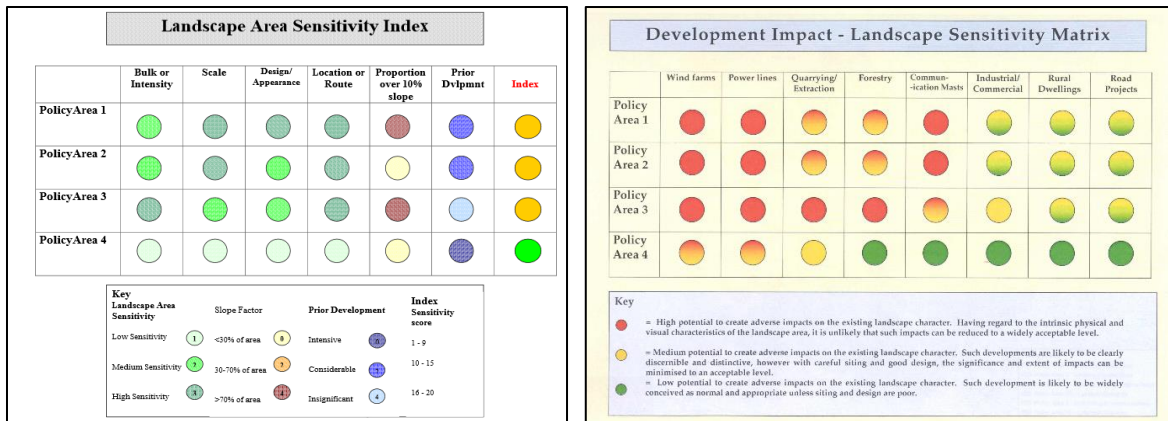 Landscape Area Sensitivity Index
Bulk or Intensity Scale Design/ Appearance Location or Route Proportion over 10% slope Prior Dvlpmnt Index
PolicyArea 1
PolicyArea 2
PolicyArea 3
PolicyArea 4
Key
Landscape Area Sensitivity Slope Factor Prior Development Index Sensitivity score
Low Sensitivity 1 <30% of area 0 Intensive 1 - 9
Medium Sensitivity 2 30-70% of area 2 Considerable 10 - 15
High Sensitivity 3 >70% of area 4 Insignificant 4 16 - 20
Development Impact - Landscape Sensitivity Matrix
Wind farms Power lines Quarrying/ Extraction Forestry Commun- -ication Masts Industrial/ Commercial Rural Dwellings Road Projects
Policy Area 1
Policy Area 2
Policy Area 3
Policy Area 4
Key
= High potential to create adverse impacts on the existing landscape character. Having regard to the intrinsic physical and
visual characteristics of the landscape area, it is unlikely that such impacts can be reduced to a widely acceptable level.
= Medium potential to create adverse impacts on the existing landscape character. Such developments are likely to be clearly
discernible and distinctive, however with careful siting and good design, the significance and extent of impacts can be
minimised to an acceptable level.
= Low potential to create adverse impacts on the existing landscape character. Such development is likely to be widely
conceived as normal and appropriate unless siting and design are poor.